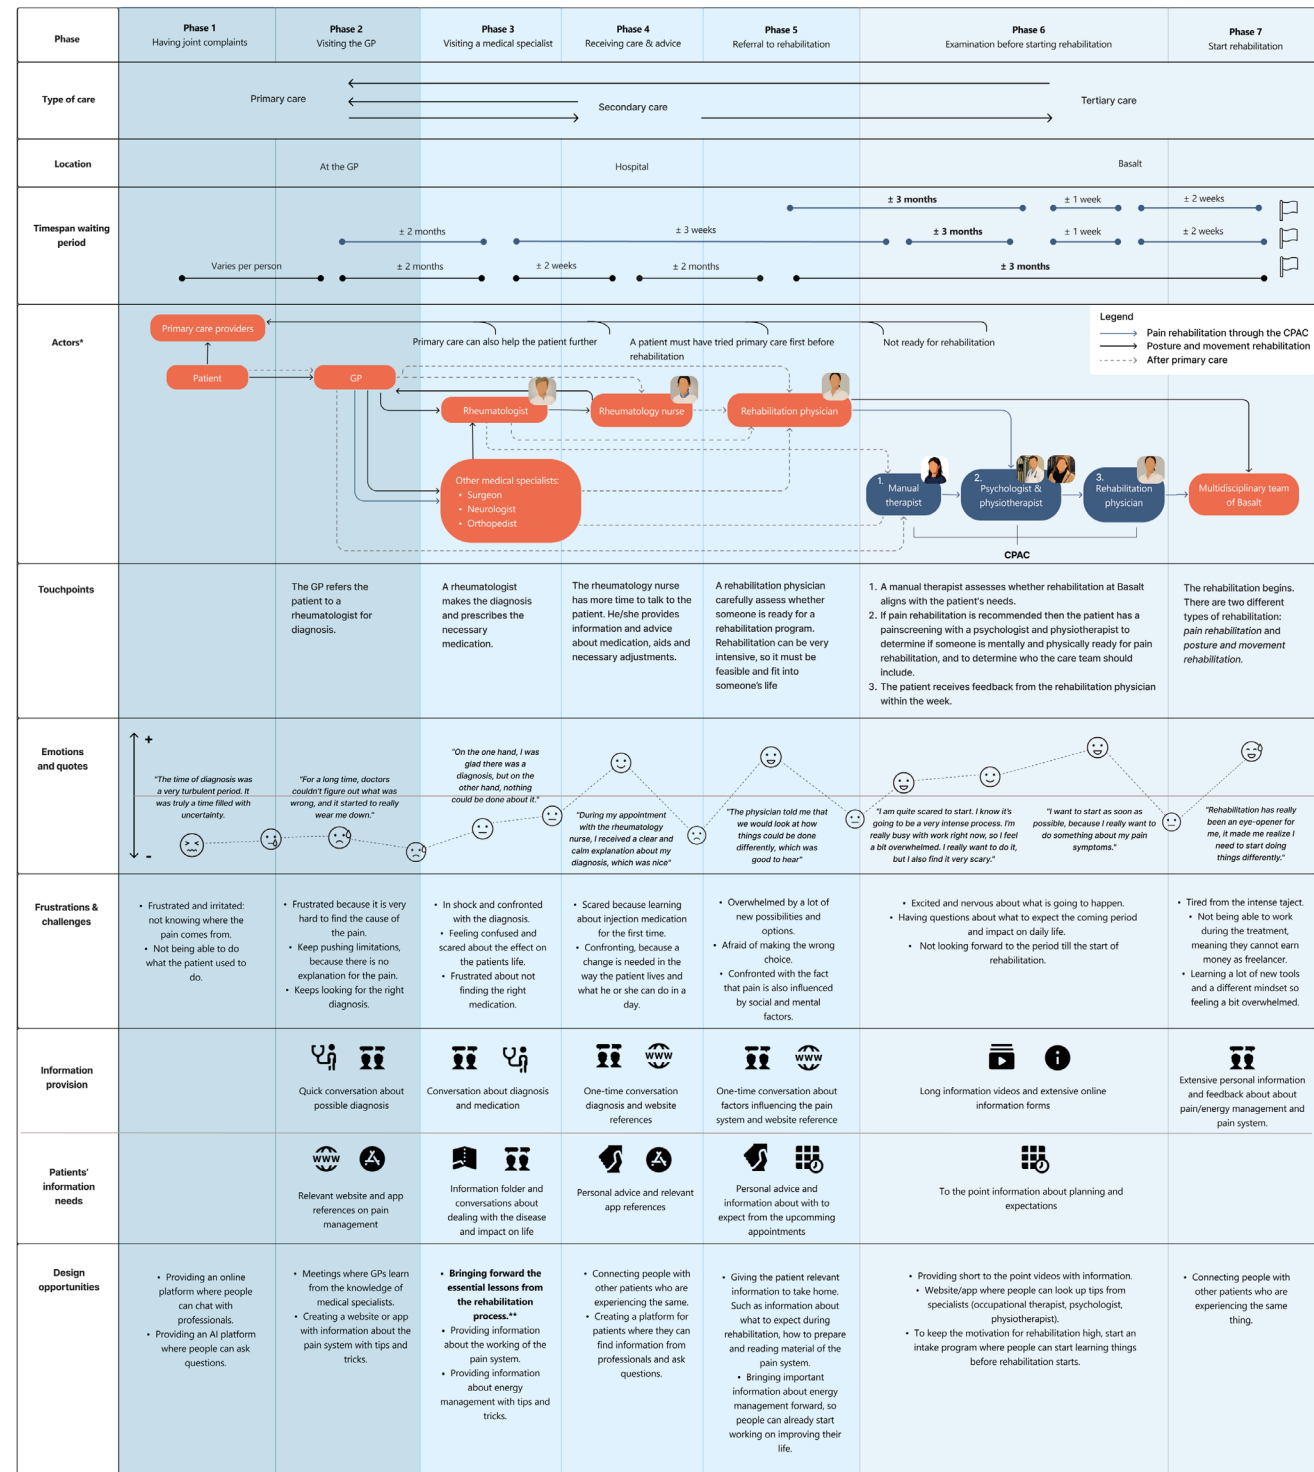 Phase
Phase 1
Having joint complaints
Phase 2
Visiting the GP
Phase 3
Visiting a medical specialist
Phase 4
Receiving care & advice
Phase 5
Referral to rehabilitation
Phase 6
Examination before starting rehabilitation
Phase 7
Start rehabilitation
Type of care
Primary care
Secondary care
Tertiary care
Location
At the GP
Hospital
Basalt
Timespan waiting
period
± 3 months
± 1 week
± 2 weeks
± 2 months
± 3 weeks
± 3 months
± 1 week
± 2 weeks
Varies per person
± 2 months
± 2 weeks
± 2 months
± 3 months
Actors*
Primary care providers
Primary care can also help the patient further
A patient must have tried primary care first before
rehabilitation
Not ready for rehabilitation
Legend
Pain rehabilitation through the CPAC
Posture and movement rehabilitation
After primary care
Patient
GP
Rheumatologist
Rheumatology nurse
Rehabilitation physician
Other medical specialists:
• Surgeon
• Neurologist
• Orthopedist
1. Manual
therapist
2. Psychologist &
physiotherapist
3. Rehabilitation
physician
Multidisciplinary team
of Basalt
CPAC
Touchpoints
The GP refers the
patient to a
rheumatologist for
diagnosis.
A rheumatologist
makes the diagnosis
and prescribes the
necessary
medication.
The rheumatology nurse
has more time to talk to the
patient. He/she provides
information and advice
about medication, aids and
necessary adjustments.
A rehabilitation physician
carefully assess whether
someone is ready for a
rehabilitation program.
Rehabilitation can be very
intensive, so it must be
feasible and fit into
someone's life
1. A manual therapist assesses whether rehabilitation at Basalt
aligns with the patient's needs.
2. If pain rehabilitation is recommended then the patient has a
painscreening with a psychologist and physiotherapist to
determine if someone is mentally and physically ready for pain
rehabilitation, and to determine who the care team should
include.
3. The patient receives feedback from the rehabilitation physician
within the week.
The rehabilitation begins.
There are two different
types of rehabilitation:
pain rehabilitation and
posture and movement
rehabilitation.
Emotions
and quotes
+
-
"The time of diagnosis was
a very turbulent period. It
was truly a time filled with
uncertainty.
"For a long time, doctors
couldn't figure out what was
wrong, and it started to really
wear me down."
"On the one hand, I was
glad there was a
diagnosis, but on the
other hand, nothing
could be done about it."
"During my appointment
with the rheumatology
nurse, I received a clear and
calm explanation about my
diagnosis, which was nice"
"The physician told me that
we would look at how
things could be done
differently, which was
good to hear"
"I am quite scared to start. I know it's
going to be a very intense process. I'm
really busy with work right now, so I feel
a bit overwhelmed. I really want to do it,
but I also find it very scary."
"I want to start as soon as
possible, because I really want to
do something about my pain
symptoms."
"Rehabilitation has really
been an eye-opener for
me, it made me realize I
need to start doing
things differently."
Frustrations &
challenges
• Frustrated and irritated:
not knowing where the
pain comes from.
• Not being able to do
what the patient used to
do.
• Frustrated because it is very
hard to find the cause of
the pain.
• Keep pushing limitations,
because there is no
explanation for the pain.
• Keeps looking for the right
diagnosis.
• In shock and confronted
with the diagnosis.
• Feeling confused and
scared about the effect on
the patients life.
• Frustrated about not
finding the right
medication.
• Scared because learning
about injection medication
for the first time.
• Confronting, because a
change is needed in the
way the patient lives and
what he or she can do in a
day.
• Overwhelmed by a lot of
new possibilities and
options.
• Afraid of making the wrong
choice.
• Confronted with the fact
that pain is also influenced
by social and mental
factors.
• Excited and nervous about what is going to happen.
• Having questions about what to expect the coming period
and impact on daily life.
• Not looking forward to the period till the start of
rehabilitation.
• Tired from the intense taject.
• Not being able to work
during the treatment,
meaning they cannot earn
money as freelancer.
• Learning a lot of new tools
and a different mindset so
feeling a bit overwhelmed.
Information
provision
Quick conversation about
possible diagnosis
Conversation about diagnosis
and medication
www
One-time conversation
diagnosis and website
references
www
One-time conversation about
factors influencing the pain
system and website reference
Long information videos and extensive online
information forms
Extensive personal information
and feedback about about
pain/energy management and
pain system.
Patients'
information
needs
www
Relevant website and app
references on pain
management
Information folder and
conversations about
dealing with the disease
and impact on life
Personal advice and relevant
app references
Personal advice and
information about with to
expect from the upcomming
appointments
To the point information about planning and
expectations
Design
opportunities
• Providing an online
platform where people
can chat with
professionals.
• Providing an AI platform
where people can ask
questions.
• Meetings where GPs learn
from the knowledge of
medical specialists.
• Creating a website or app
with information about the
pain system with tips and
tricks.
• Bringing forward the
essential lessons from
the rehabilitation
process.**
• Providing information
about the working of the
pain system.
• Providing information
about energy
management with tips and
tricks.
• Connecting people with
other patients who are
experiencing the same.
• Creating a platform for
patients where they can
find information from
professionals and ask
questions.
• Giving the patient relevant
information to take home.
Such as information about
what to expect during
rehabilitation, how to prepare
and reading material of the
pain system.
• Bringing important
information about energy
management forward, so
people can already start
working on improving their
life.
• Providing short to the point videos with information.
• Website/app where people can look up tips from
specialists (occupational therapist, psychologist,
physiotherapist).
• To keep the motivation for rehabilitation high, start an
intake program where people can start learning things
before rehabilitation starts.
• Connecting people with
other patients who are
experiencing the same
thing.